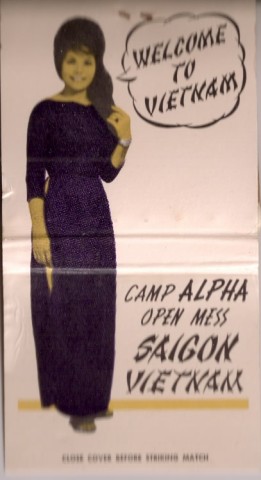 WELCOME
TO
VIETNAM
CAMP ALPHA
OPEN MESS
SAIGON
VIETNAM
CLOSE COVER BEFORE STRIKING MATCH